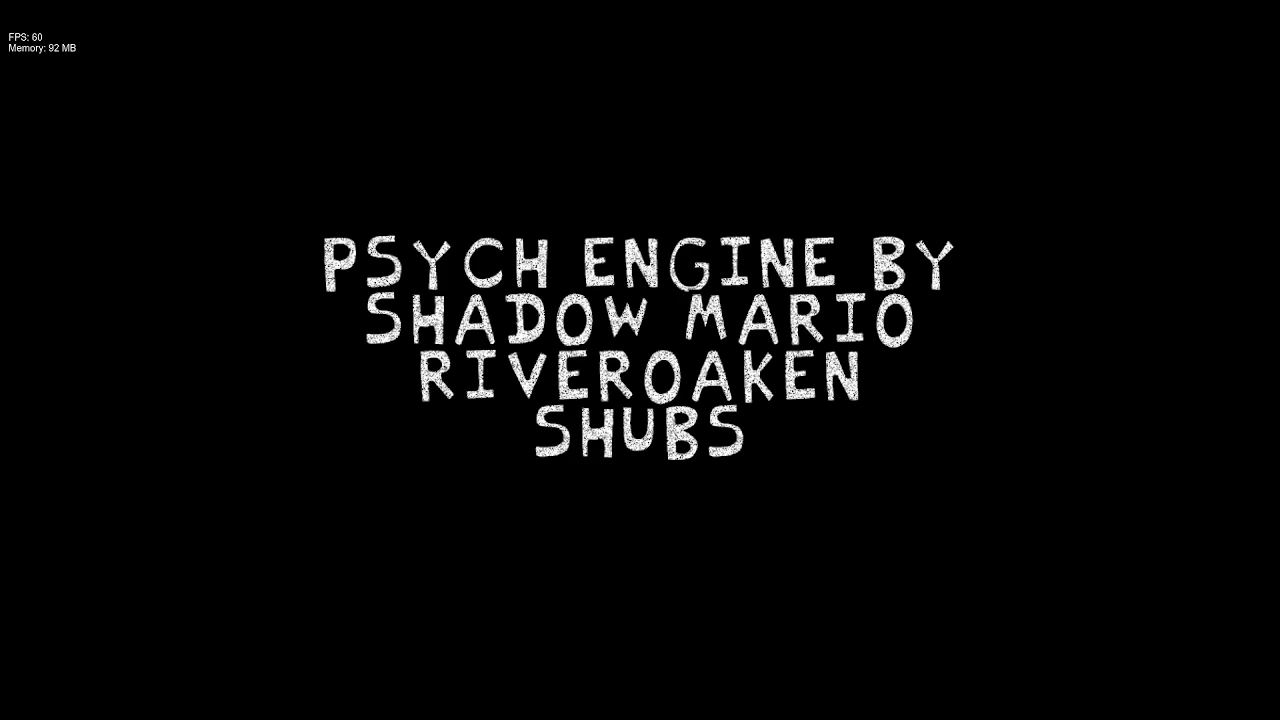 FPS: 60
Memory: 92 MB
PSYCH ENGINE BY
SHADOW MARIO
RIVEROAKEN
SHUBS